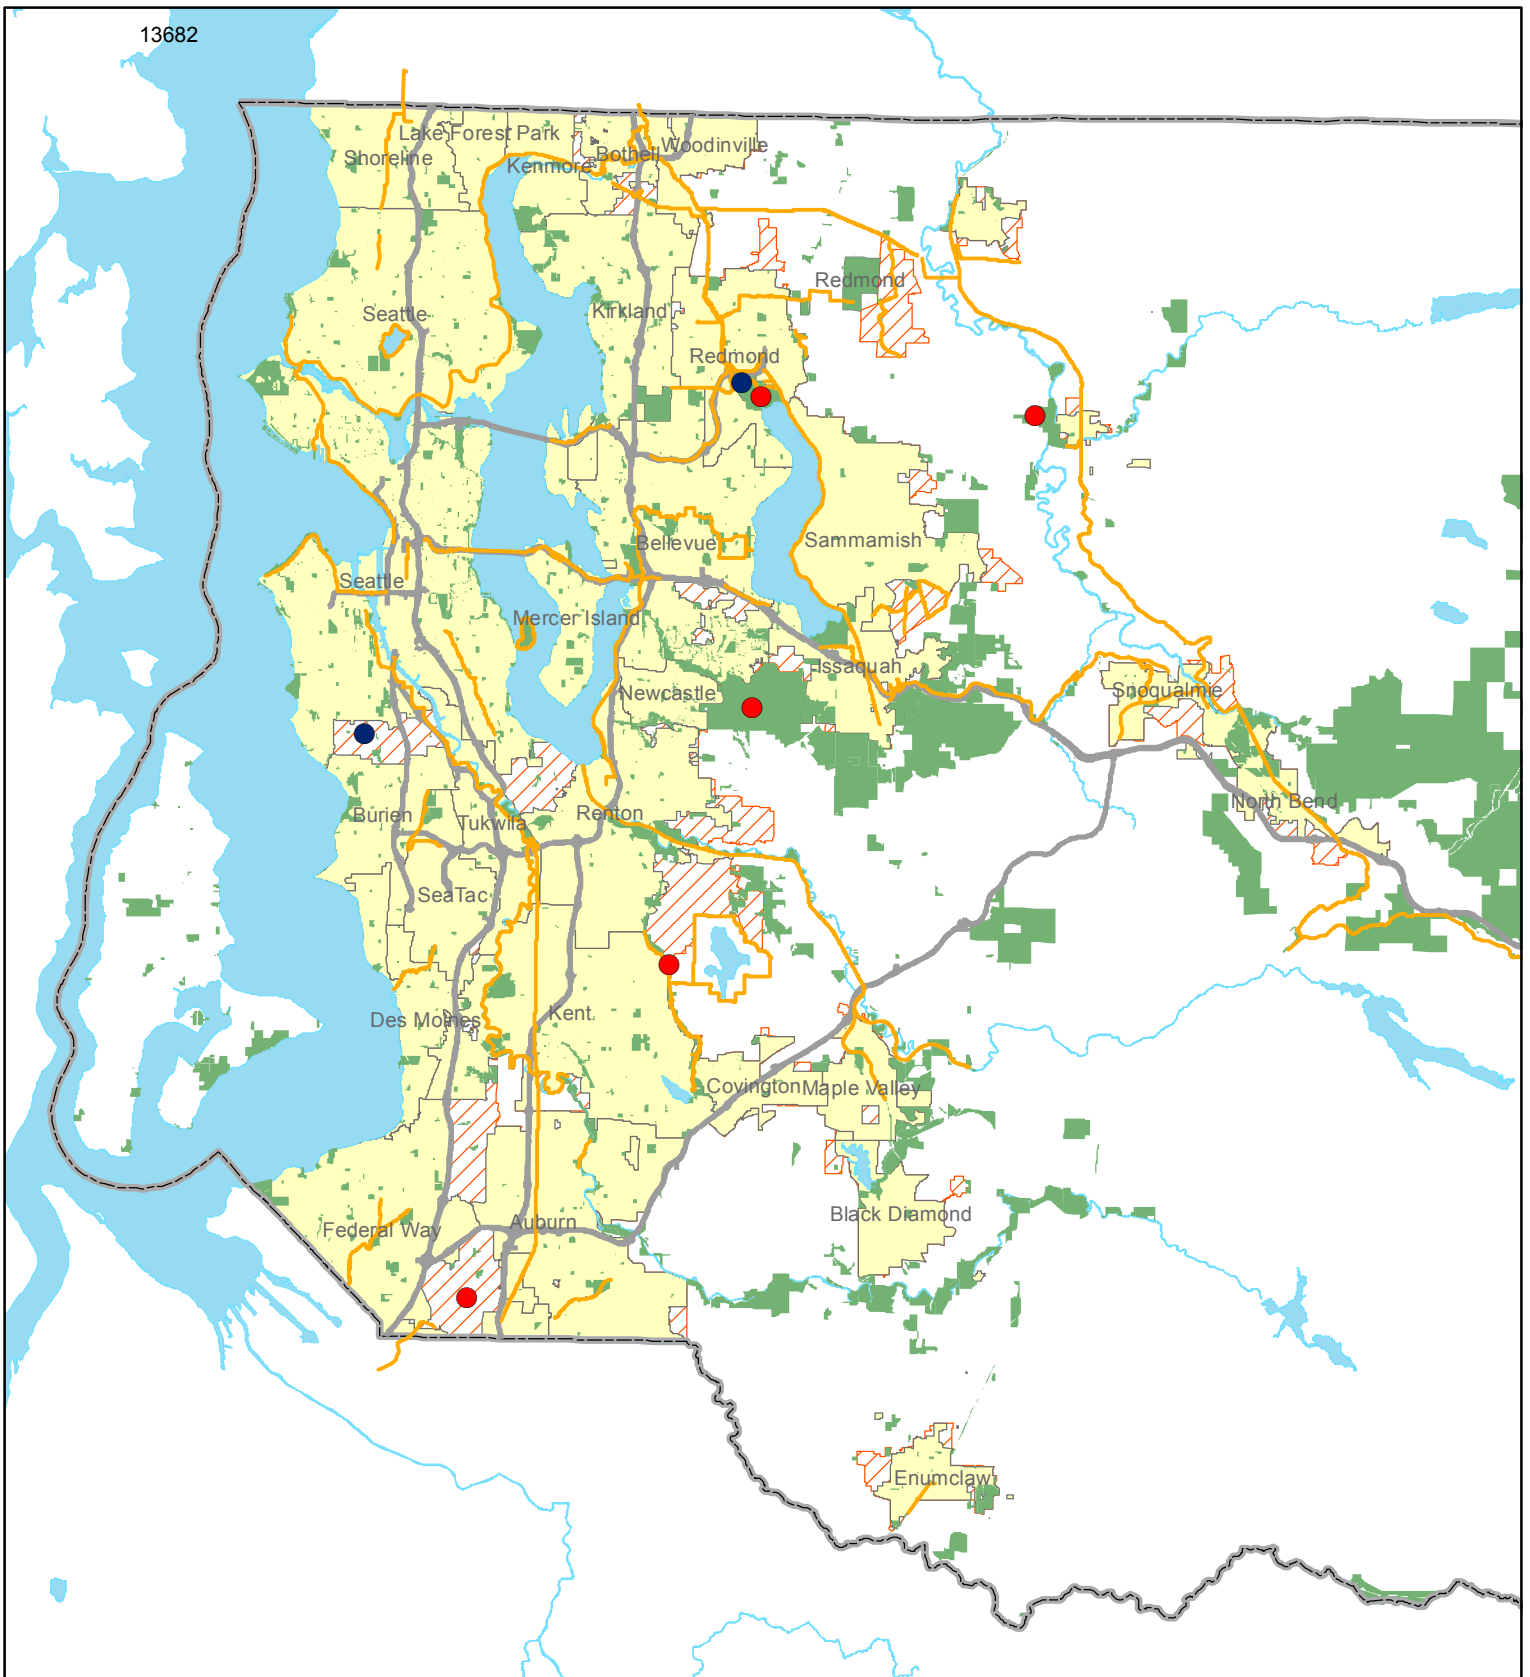 13682
Lake Forest Park
Shoreline
Kenmore
Bothell
Woodinville
Redmond
Seattle
Kirkland
Redmond
Sammamish
Bellevue
Seattle
Mercer Island
Issaquah
Newcastle
Snoqualmie
North Bend
Burien
Tukwila
Renton
SeaTac
Des Moines
Kent
Covington
Maple Valley
Black Diamond
Federal Way
Auburn
Enumclaw